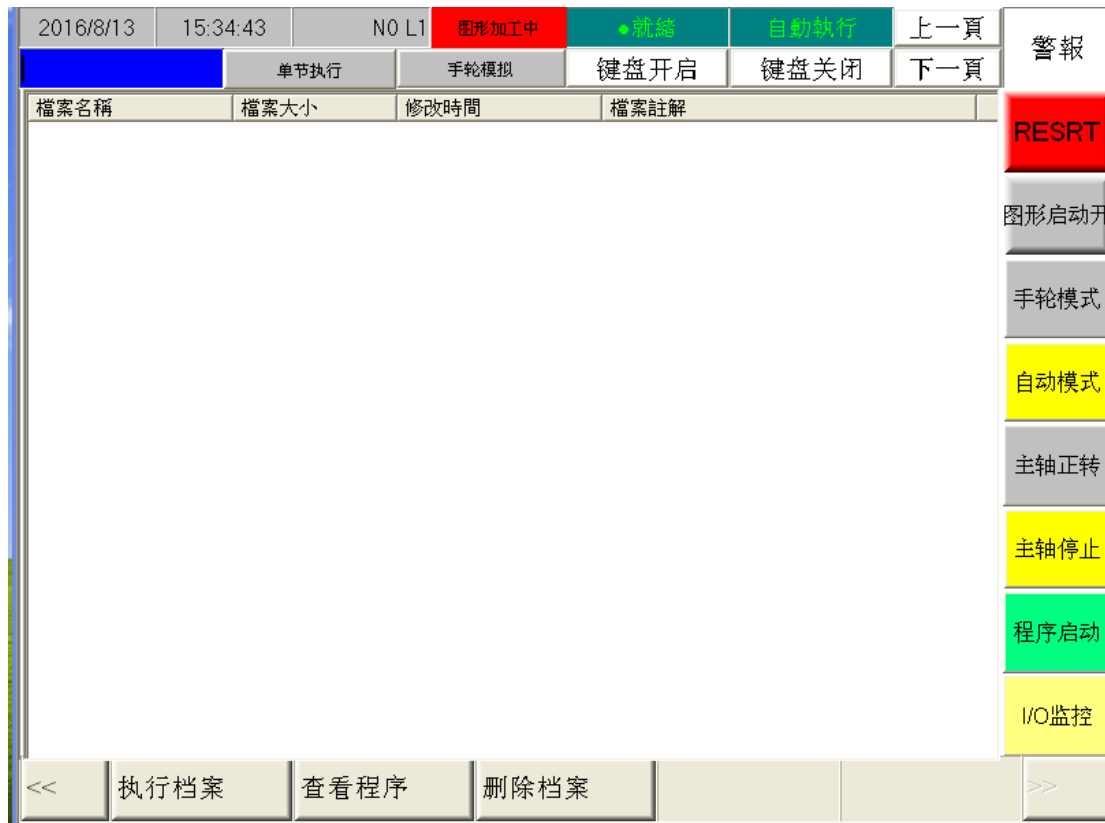 2016/8/13 15:34:43 N0 L1 图形加工中 ●就緒 自動執行 上一頁
警報
单节执行 手轮模拟 键盘开启 键盘关闭 下一頁
檔案名稱 檔案大小 修改時間 檔案註解
RESRT
图形启动开
手轮模式
自动模式
主轴正转
主轴停止
程序启动
I/O监控
<< 执行档案 查看程序 删除档案 >>